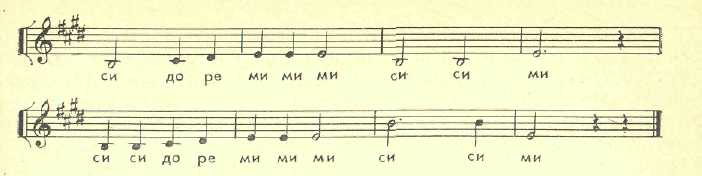 си до ре ми ми ми си си ми
си си до ре ми ми ми си си ми